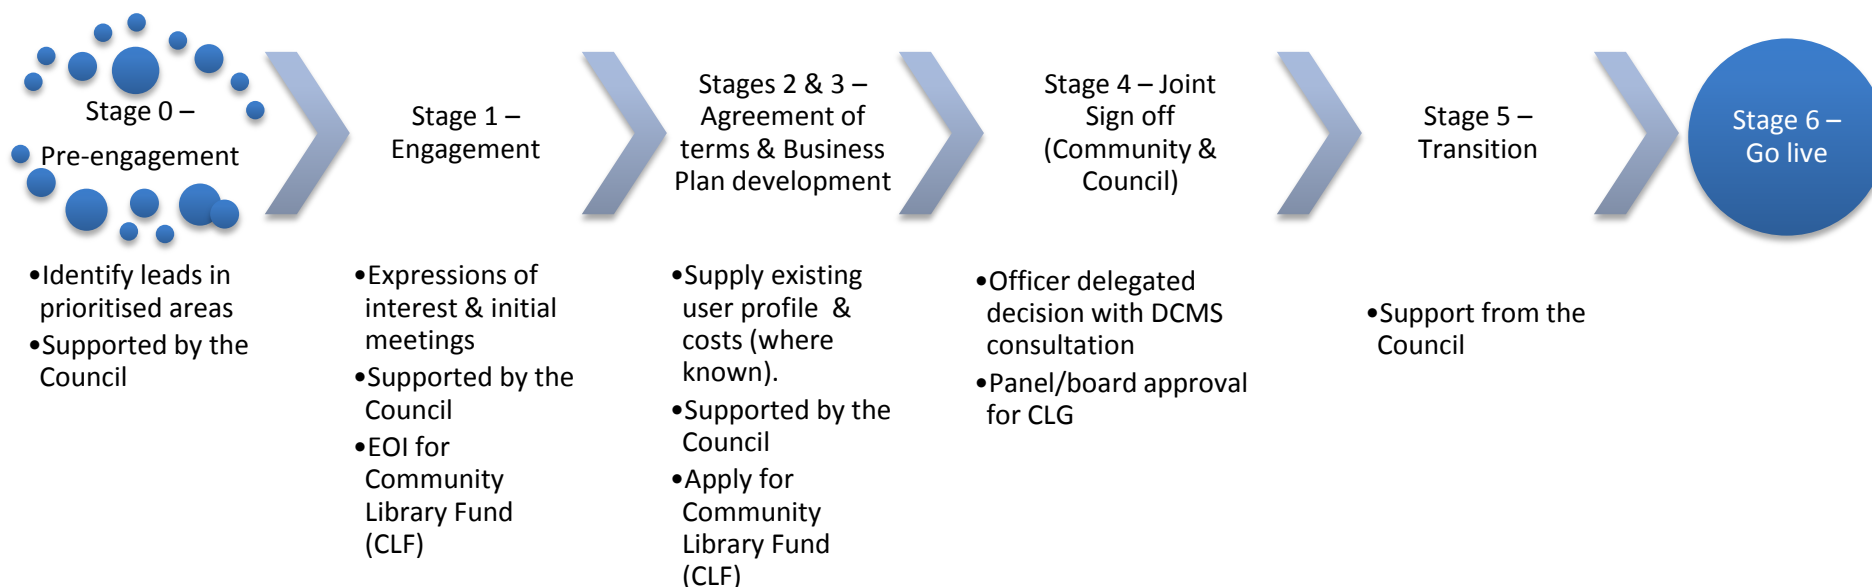 Stage 0 –
Pre-engagement
•Identify leads in
prioritised areas
•Supported by the
Council
Stage 1 –
Engagement
•Expressions of
interest & initial
meetings
•Supported by the
Council
•EOI for
Community
Library Fund
(CLF)
Stages 2 & 3 –
Agreement of
terms & Business
Plan development
•Supply existing
user profile & 
costs (where
known).
•Supported by the
Council
•Apply for
Community
Library Fund
(CLF)
Stage 4 – Joint
Sign off
(Community &
Council)
•Officer delegated
decision with DCMS
consultation
•Panel/board approval
for CLG
Stage 5 –
Transition
•Support from the
Council
Stage 6 –
Go live